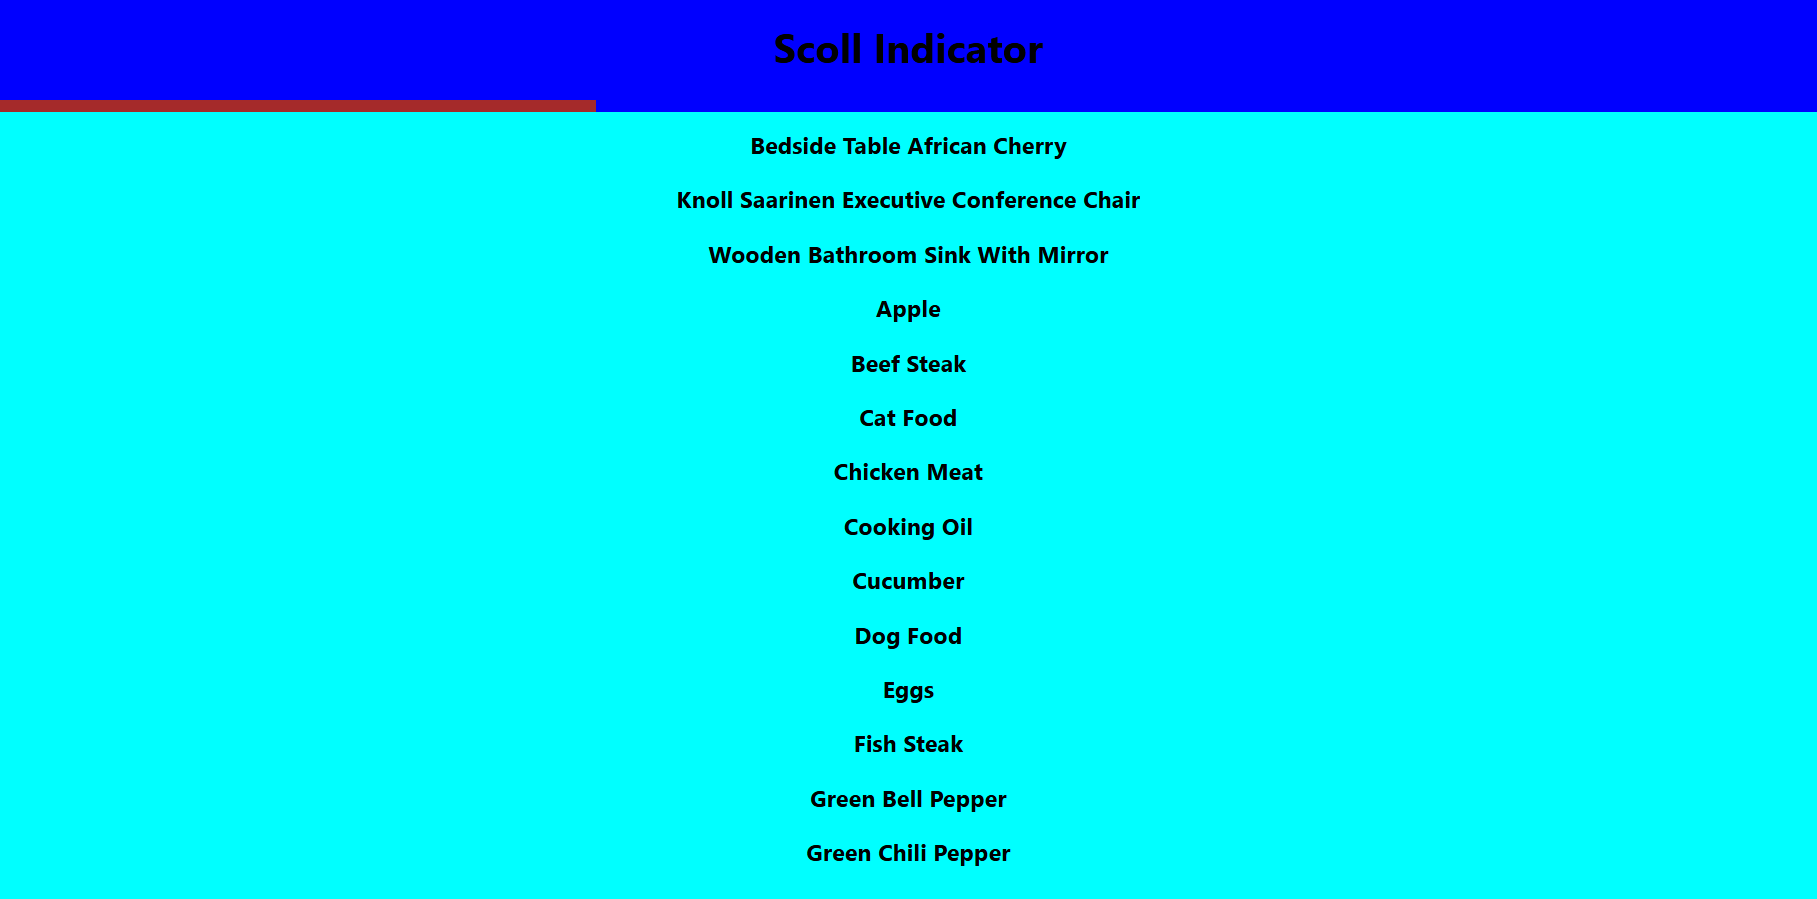 Scoll Indicator
Bedside Table African Cherry
Knoll Saarinen Executive Conference Chair
Wooden Bathroom Sink With Mirror
Apple
Beef Steak
Cat Food
Chicken Meat
Cooking Oil
Cucumber
Dog Food
Eggs
Fish Steak
Green Bell Pepper
Green Chili Pepper